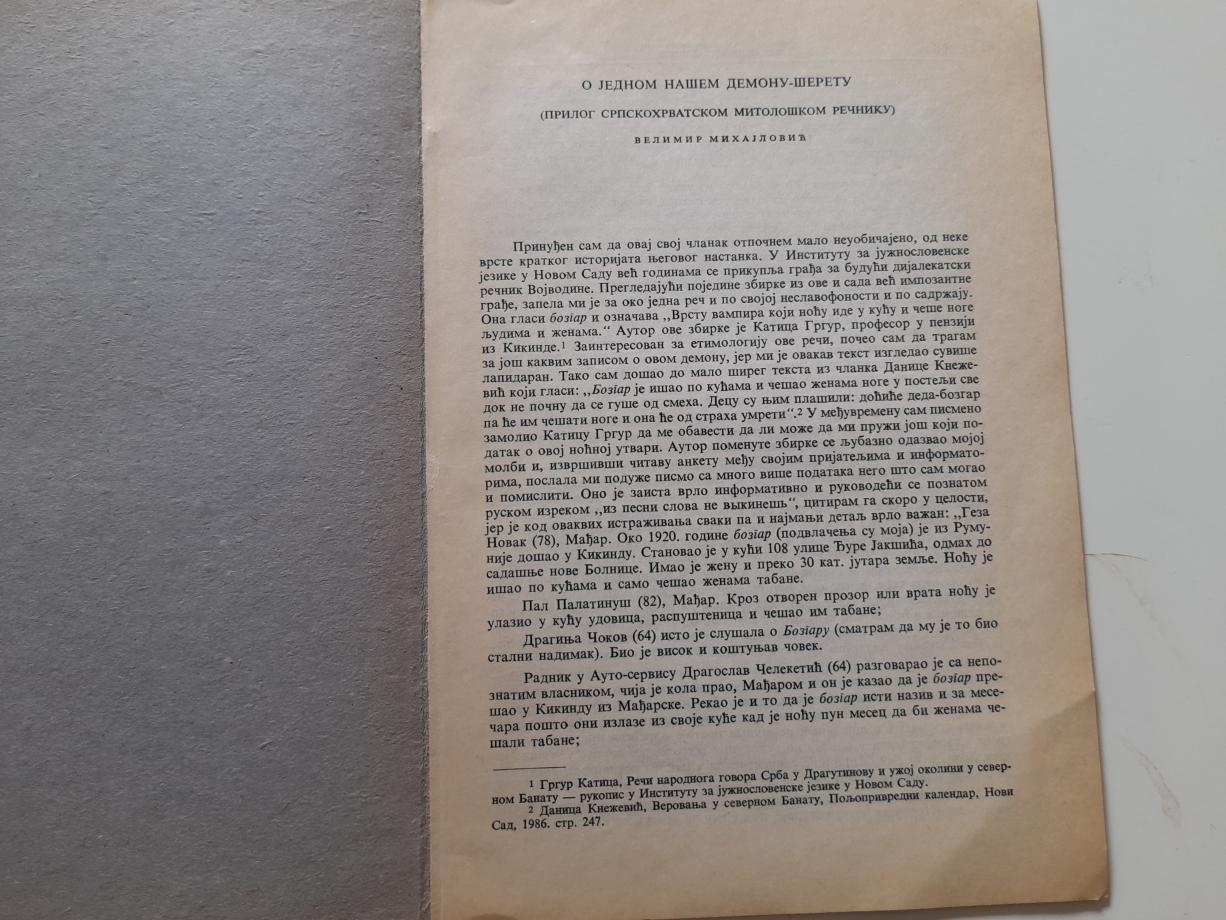 О ЈЕДНОМ НАШЕМ ДЕМОНУ-ШЕРЕТУ
(ПРИЛОГ СРПСКОХРВАТСКОМ МИТОЛОШКОМ РЕЧНИКУ)
ВЕЛИМИР МИХАЈЛОВИЋ
Принуђен сам да овај свој чланак отпочнем мало неуобичајено, од неке
врсте кратког историјата његовог настанка. У Институту за јужнословенске
језике у Новом Саду већ годинама се прикупља грађа за будући дијалекатски
речник Војводине. Прегледајући поједине збирке из ове и сада већ импозантне
грађе, запела ми је за око једна реч и по својој неславофоности и по садржају.
Она гласи бозгар и означава ,,Врсту вампира који ноћу иде у кућу и чеше ноге
људима и женама.“ Аутор ове збирке је Катица Гргур, професор у пензији
из Кикинде.1 Заинтересован за етимологију ове речи, почео сам да трагам
за још каквим записом о овом демону, јер ми је овакав текст изгледао сувише
лапидаран. Тако сам дошао до мало ширег текста из чланка Данице Кнеже-
вић који гласи: ,,Бозгар је ишао по кућама и чешао женама ноге у постељи све
док не почну да се гуше од смеха. Децу су њим плашили: доћиће деда-бозгар
па ће им чешати ноге и она ће од страха умрети“.2 У међувремену сам писмено
замолио Катицу Гргур да ме обавести да ли може да ми пружи још који по-
датак о овој ноћној утвари. Аутор поменуте збирке се љубазно одазвао мојој
молби и, извршивши читаву анкету међу својим пријатељима и информато-
рима, послала ми подуже писмо са много више података него што сам могао
и помислити. Оно је заиста врло информативно и руководећи се познатом
руском изреком ,,из песни слова не выкинешь“, цитирам га скоро у целости,
јер је код оваквих истраживања сваки па и најмањи детаљ врло важан: ,,Геза
Новак (78), Мађар. Око 1920. године бозгар (подвлачења су моја) је из Руму-
није дошао у Кикинду. Становао је у кући 108 улице Ђуре Јакшића, одмах до
садашње нове Болнице. Имао је жену и преко 30 кат. јутара земље. Ноћу је
ишао по кућама и само чешао женама табане.
Пал Палатинуш (82), Мађар. Кроз отворен прозор или врата ноћу је
улазио у кућу удовица, распуштеница и чешао им табане;
Драгиња Чоков (64) исто је слушала о Бозгару (сматрам да му је то био
стални надимак). Био је висок и коштуњав човек.
Радник у Ауто-сервису Драгослав Челекетић (64) разговарао је са непо-
знатим власником, чија је кола прао, Мађаром и он је казао да је бозгар пре-
шао у Кикинду из Мађарске. Рекао је и то да је бозгар исти назив и за месе-
чара пошто они излазе из своје куће кад је ноћу пун месец да би женама че-
шали табане;
1 Гргур Катица, Речи народнога говора Срба у Драгутинову и ужој околини у север-
ном Банату — рукопис у Институту за јужнословенске језике у Новом Саду.
2 Даница Кнежевић, Веровања у северном Банату, Пољопривредни календар, Нови
Сад, 1986. стр. 247.